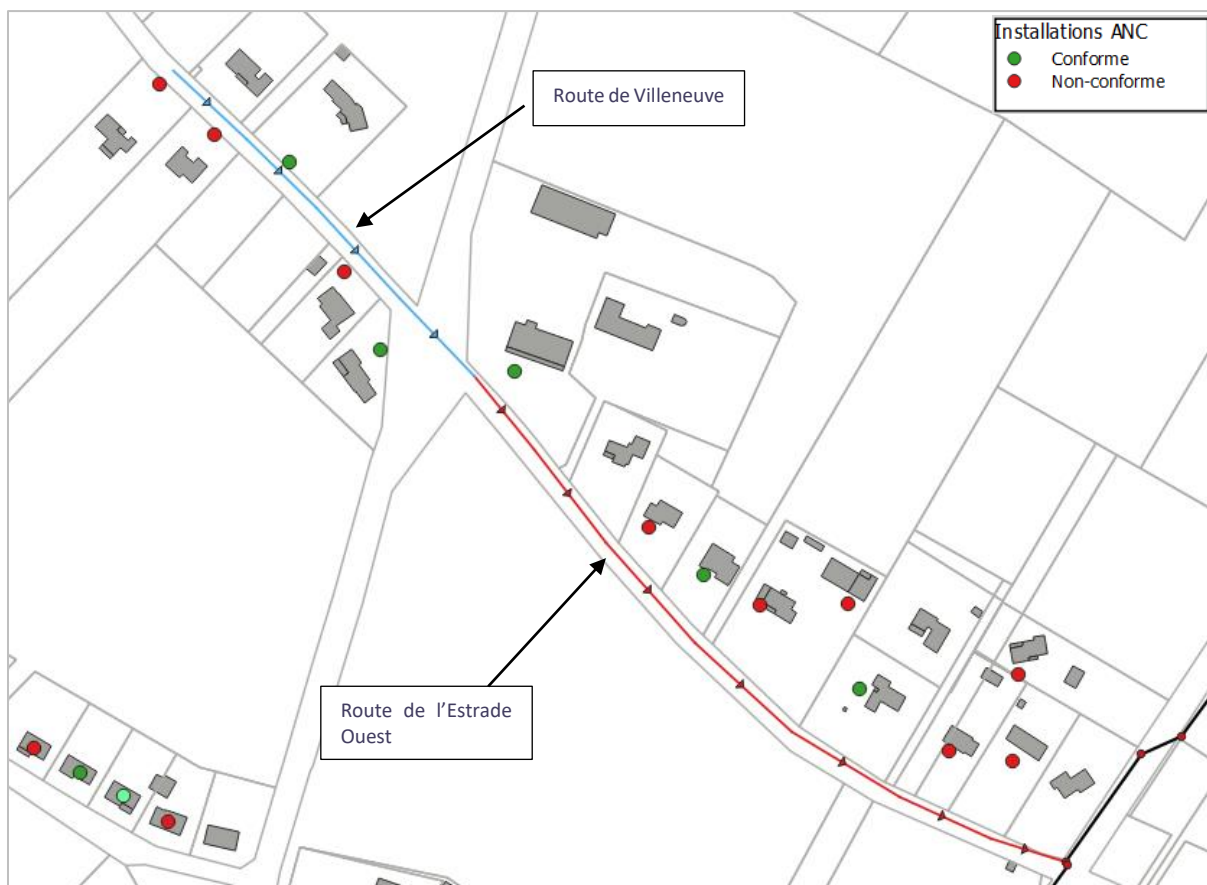 Installations ANC
Conforme
Non-conforme
Route de Villeneuve
Route de l’Estrade
Ouest